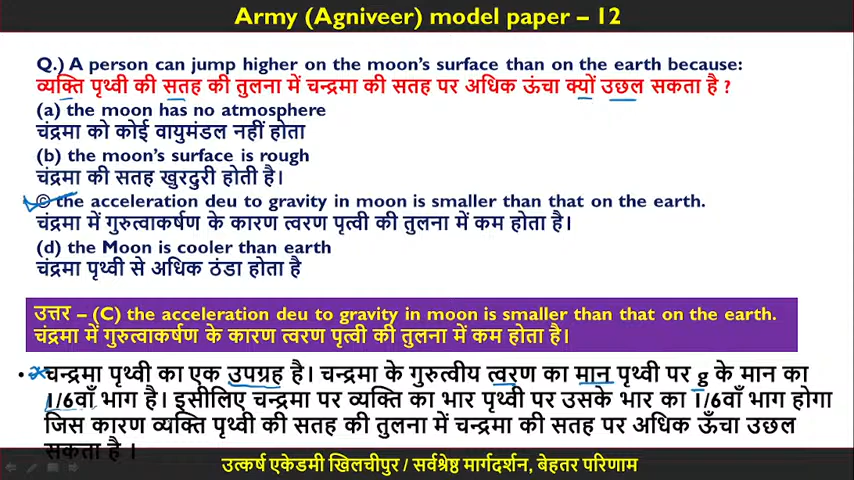 Army (Agniveer) model paper – 12
Q.) A person can jump higher on the moon's surface than on the earth because:
व्यक्ति पृथ्वी की सतह की तुलना में चन्द्रमा की सतह पर अधिक ऊंचा क्यों उछल सकता है ?
(a) the moon has no atmosphere
चंद्रमा को कोई वायुमंडल नहीं होता
(b) the moon's surface is rough
चंद्रमा की सतह खुरदुरी होती है।
© the acceleration deu to gravity in moon is smaller than that on the earth.
चंद्रमा में गुरुत्वाकर्षण के कारण त्वरण पृत्वी की तुलना में कम होता है।
(d) the Moon is cooler than earth
चंद्रमा पृथ्वी से अधिक ठंडा होता है
उत्तर – (C) the acceleration deu to gravity in moon is smaller than that on the earth.
चंद्रमा में गुरुत्वाकर्षण के कारण त्वरण पृत्वी की तुलना में कम होता है।
• चन्द्रमा पृथ्वी का एक उपग्रह है। चन्द्रमा के गुरुत्वीय त्वरण का मान पृथ्वी पर g के मान का
1/6वाँ भाग है। इसीलिए चन्द्रमा पर व्यक्ति का भार पृथ्वी पर उसके भार का 1/6वाँ भाग होगा
जिस कारण व्यक्ति पृथ्वी की सतह की तुलना में चन्द्रमा की सतह पर अधिक ऊँचा उछल
सकता है ।
उत्कर्ष एकेडमी खिलचीपुर / सर्वश्रेष्ठ मार्गदर्शन, बेहतर परिणाम